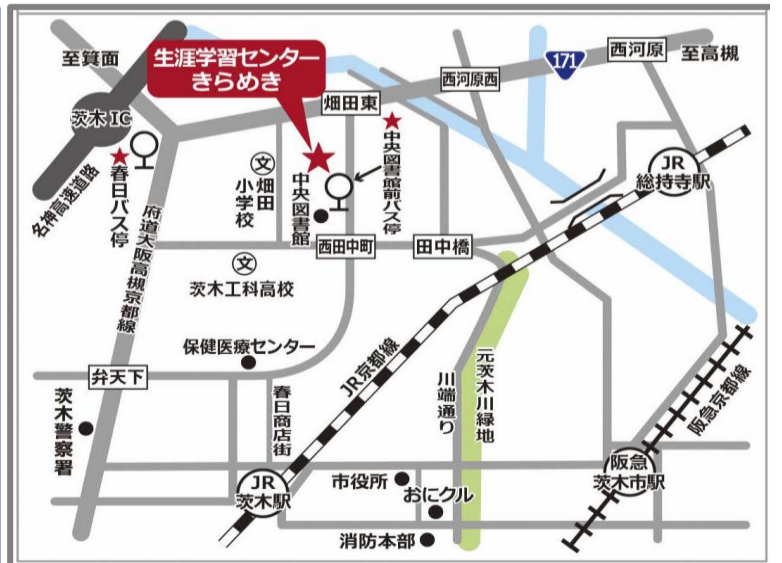 至箕面
生涯学習センター
きらめき
171
西河原
至高槻
西河原西
茨木 IC
畑田東
JR
総持寺駅
名神高速道路
春日バス停
府道大阪高槻京都線
文
畑田
小学校
中央図書館
中央図書館前バス停
西田中町
田中橋
文
茨木工科高校
保健医療センター
弁天下
JR京都線
川端通り
元茨木川緑地
阪急京都線
茨木警察署
春日商店街
JR
茨木駅
市役所
おにクル
消防本部
阪急
茨木市駅